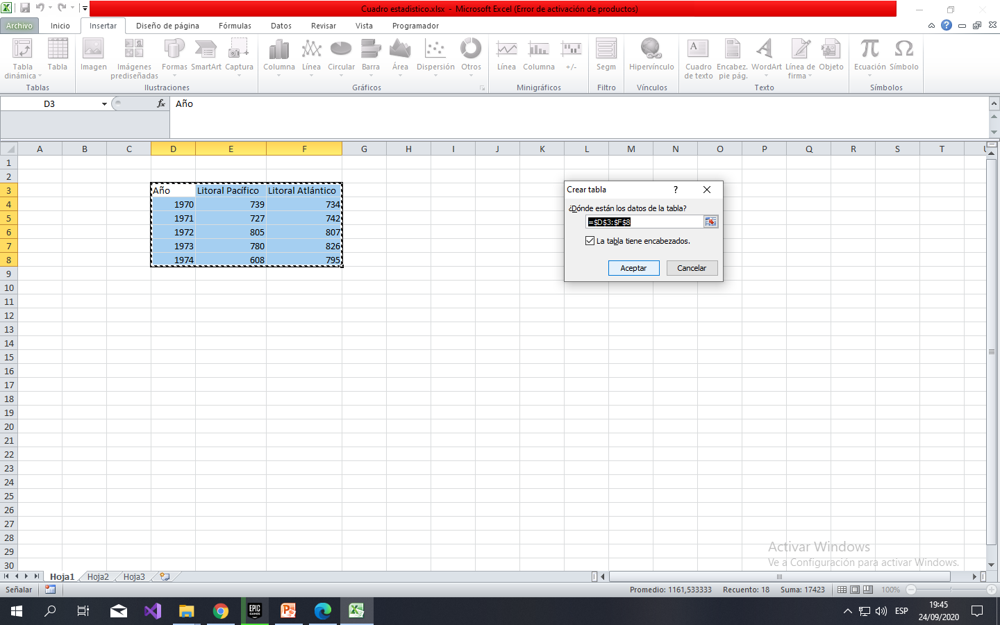 Cuadro estadistico.xlsx - Microsoft Excel (Error de activación de productos)
Archivo Inicio Insertar Diseño de página Fórmulas Datos Revisar Vista Programador
Tabla dinámica Tabla Imagen Imágenes prediseñadas Formas SmartArt Captura Columna Línea Circular Barra Área Dispersión Otros Línea Columna +/- Segm Hipervínculo Cuadro de texto Encabez. pie pág. WordArt Línea de firma Objeto Ecuación Símbolo
Tablas Ilustraciones Gráficos Minigráficos Filtro Vínculos Texto Símbolos
D3 fx Año
A B C D E F G H I J K L M N O P Q R S T U
1
2
3 Año Litoral Pacífico Litoral Atlántico
4 1970 739 734
5 1971 727 742
6 1972 805 807
7 1973 780 826
8 1974 608 795
9
10
11
12
13
14
15
16
17
18
19
20
21
22
23
24
25
26
27
28
29
30
Crear tabla ?
¿Dónde están los datos de la tabla?
=$D$3:$F$8
La tabla tiene encabezados.
Aceptar Cancelar
Activar Windows
Ve a Configuración para activar Windows.
Hoja1 Hoja2 Hoja3
Señalar Promedio: 1161,533333 Recuento: 18 Suma: 17423 100%
EPIC GAMES
ESP
19:45
24/09/2020